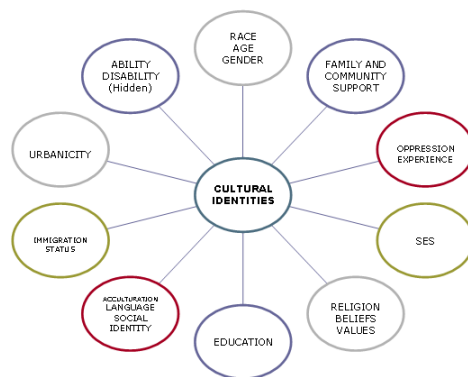 RACE
AGE
GENDER
ABILITY
DISABILITY
(Hidden)
FAMILY AND
COMMUNITY
SUPPORT
URBANICITY
OPPRESSION
EXPERIENCE
CULTURAL
IDENTITIES
IMMIGRATION
STATUS
SES
ACCULTURATION
LANGUAGE
SOCIAL
IDENTITY
RELIGION
BELIEFS
VALUES
EDUCATION